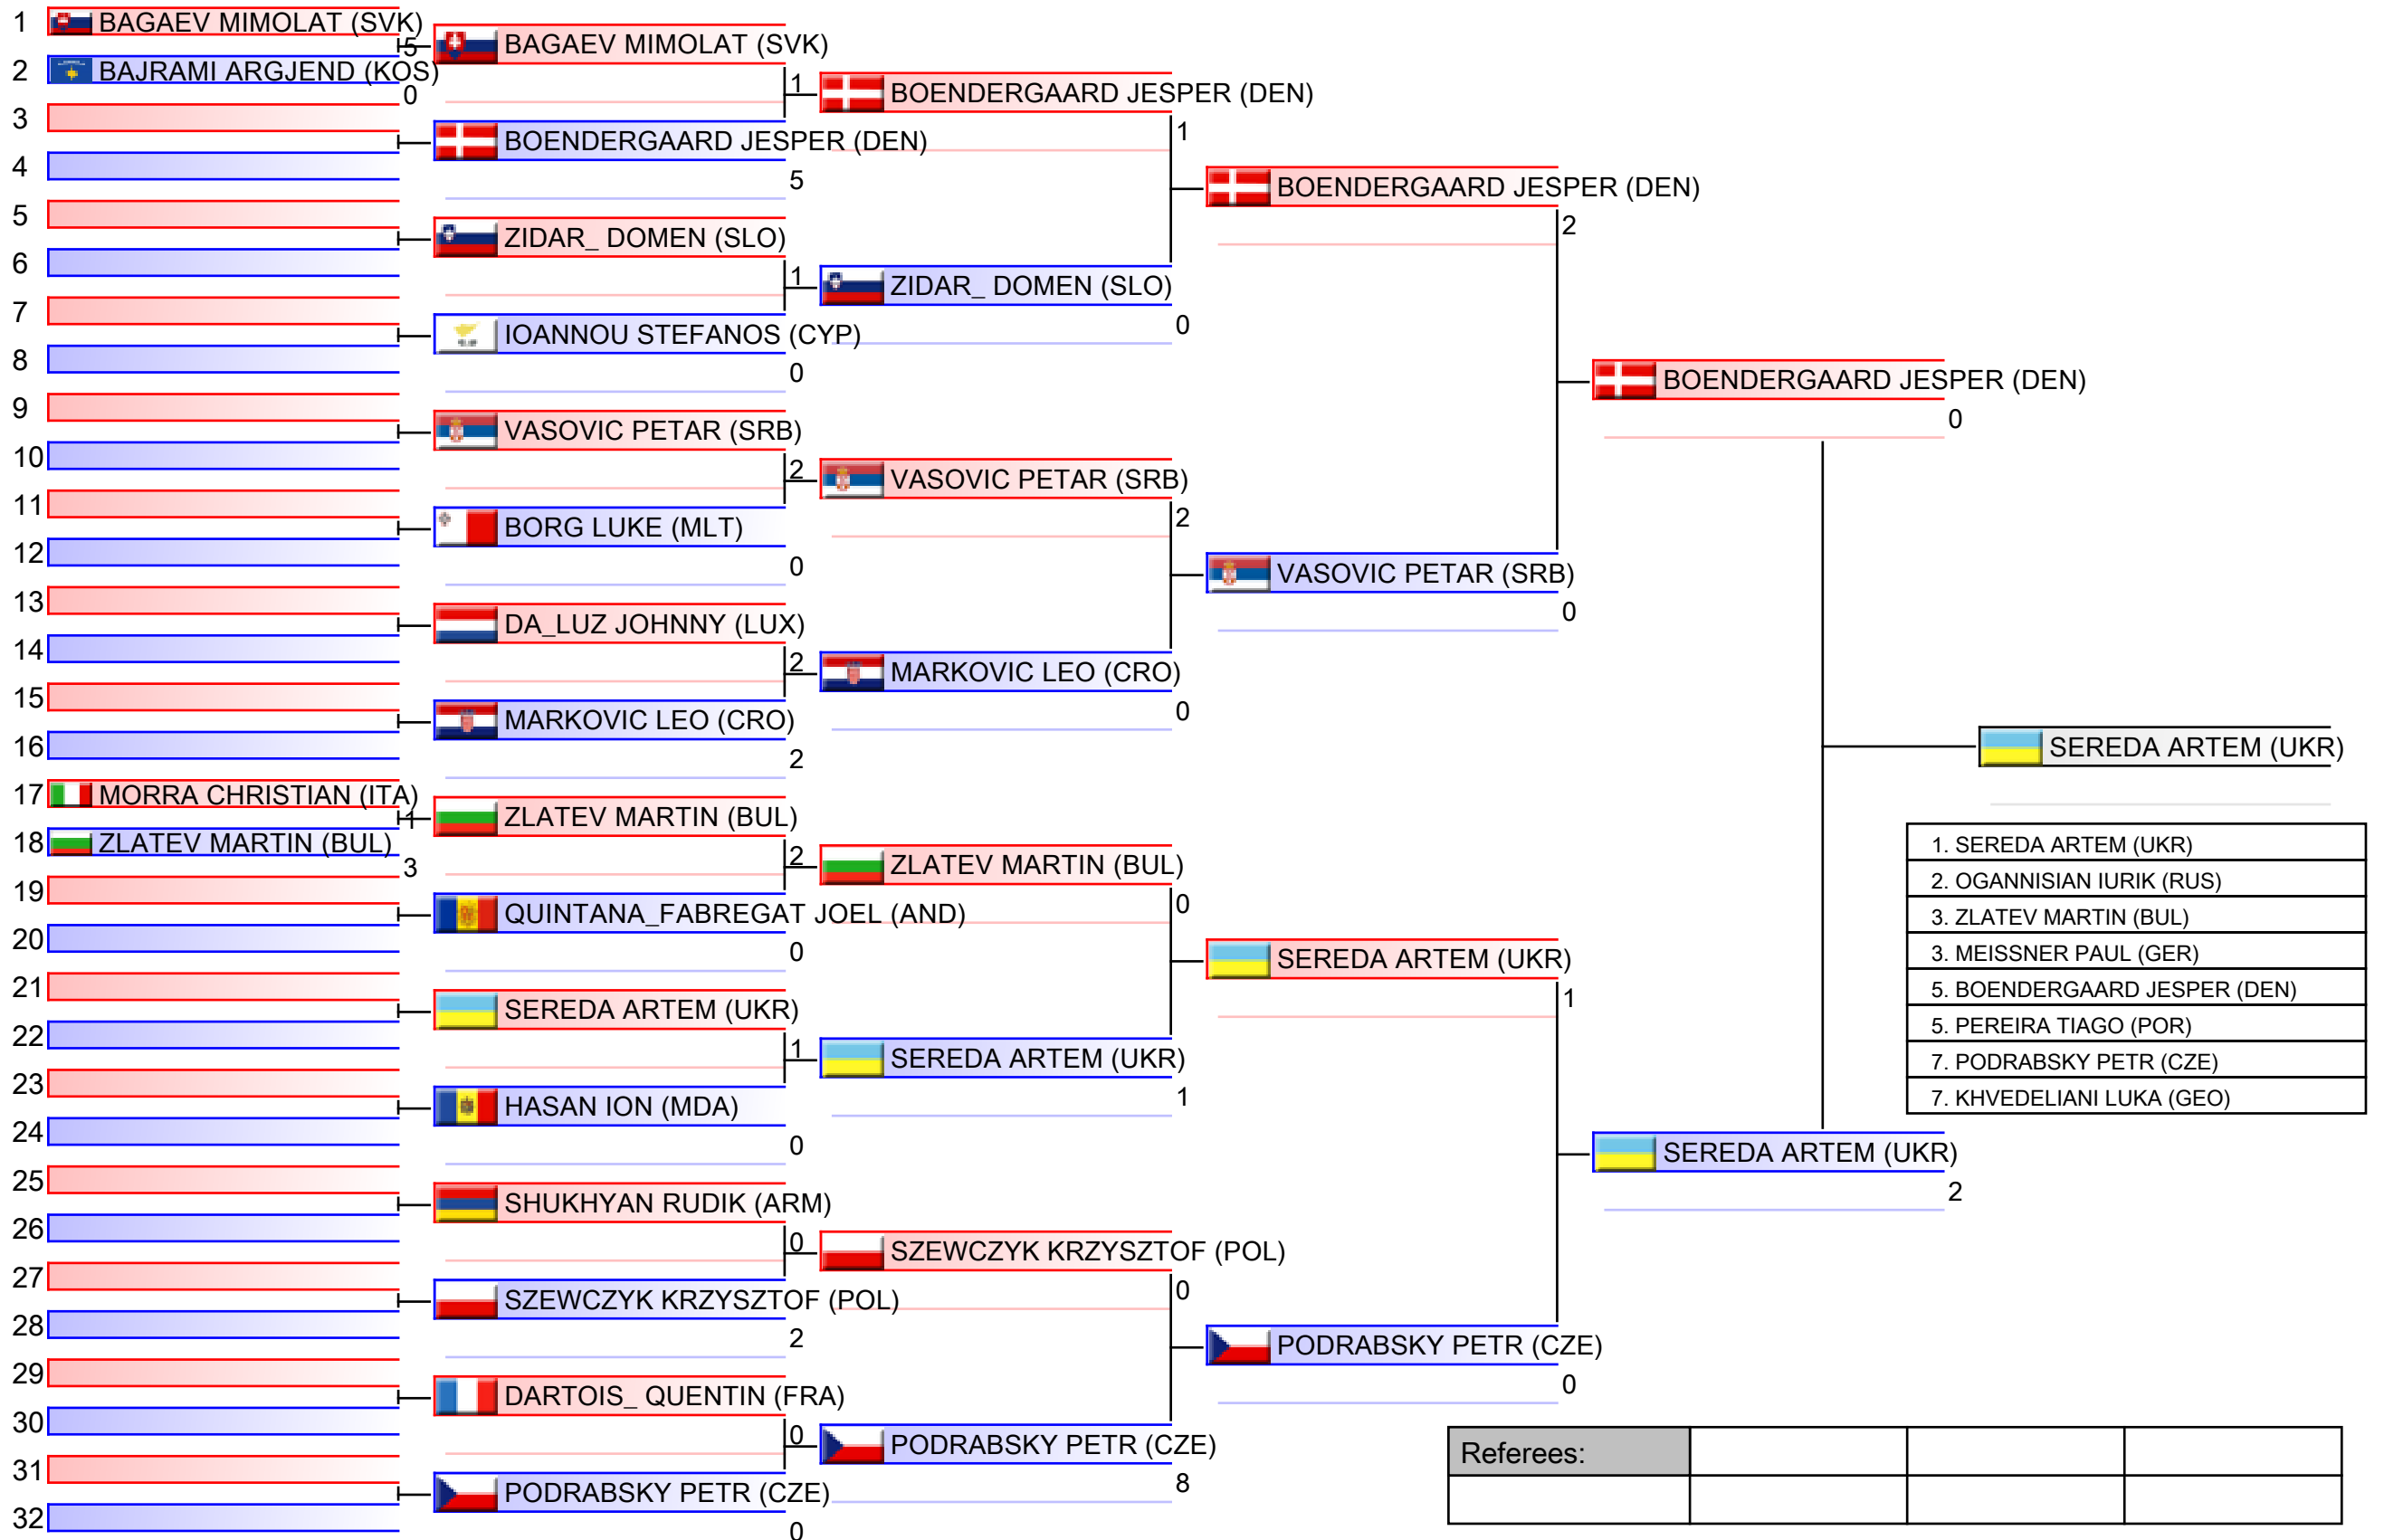 1 BAGAEV MIMOLAT (SVK)
5
2 BAJRAMI ARGJEND (KOS)
0
3
4
5
6
7
8
9
10
11
12
13
14
15
16
17 MORRA CHRISTIAN (ITA)
1
18 ZLATEV MARTIN (BUL)
3
19
20
21
22
23
24
25
26
27
28
29
30
31
32
BAGAEV MIMOLAT (SVK)
1
BOENDERGAARD JESPER (DEN)
5
ZIDAR_ DOMEN (SLO)
1
IOANNOU STEFANOS (CYP)
0
VASOVIC PETAR (SRB)
2
BORG LUKE (MLT)
0
DA_LUZ JOHNNY (LUX)
2
MARKOVIC LEO (CRO)
2
ZLATEV MARTIN (BUL)
2
QUINTANA_FABREGAT JOEL (AND)
0
SEREDA ARTEM (UKR)
1
HASAN ION (MDA)
0
SHUKHYAN RUDIK (ARM)
0
SZEWCZYK KRZYSZTOF (POL)
2
DARTOIS_ QUENTIN (FRA)
0
PODRABSKY PETR (CZE)
0
BOENDERGAARD JESPER (DEN)
1
ZIDAR_ DOMEN (SLO)
0
VASOVIC PETAR (SRB)
2
MARKOVIC LEO (CRO)
0
ZLATEV MARTIN (BUL)
0
SEREDA ARTEM (UKR)
1
SZEWCZYK KRZYSZTOF (POL)
0
PODRABSKY PETR (CZE)
8
BOENDERGAARD JESPER (DEN)
2
VASOVIC PETAR (SRB)
0
SEREDA ARTEM (UKR)
1
PODRABSKY PETR (CZE)
0
BOENDERGAARD JESPER (DEN)
0
SEREDA ARTEM (UKR)
2
SEREDA ARTEM (UKR)
1. SEREDA ARTEM (UKR)
2. OGANNISIAN IURIK (RUS)
3. ZLATEV MARTIN (BUL)
3. MEISSNER PAUL (GER)
5. BOENDERGAARD JESPER (DEN)
5. PEREIRA TIAGO (POR)
7. PODRABSKY PETR (CZE)
7. KHVEDELIANI LUKA (GEO)
Referees: